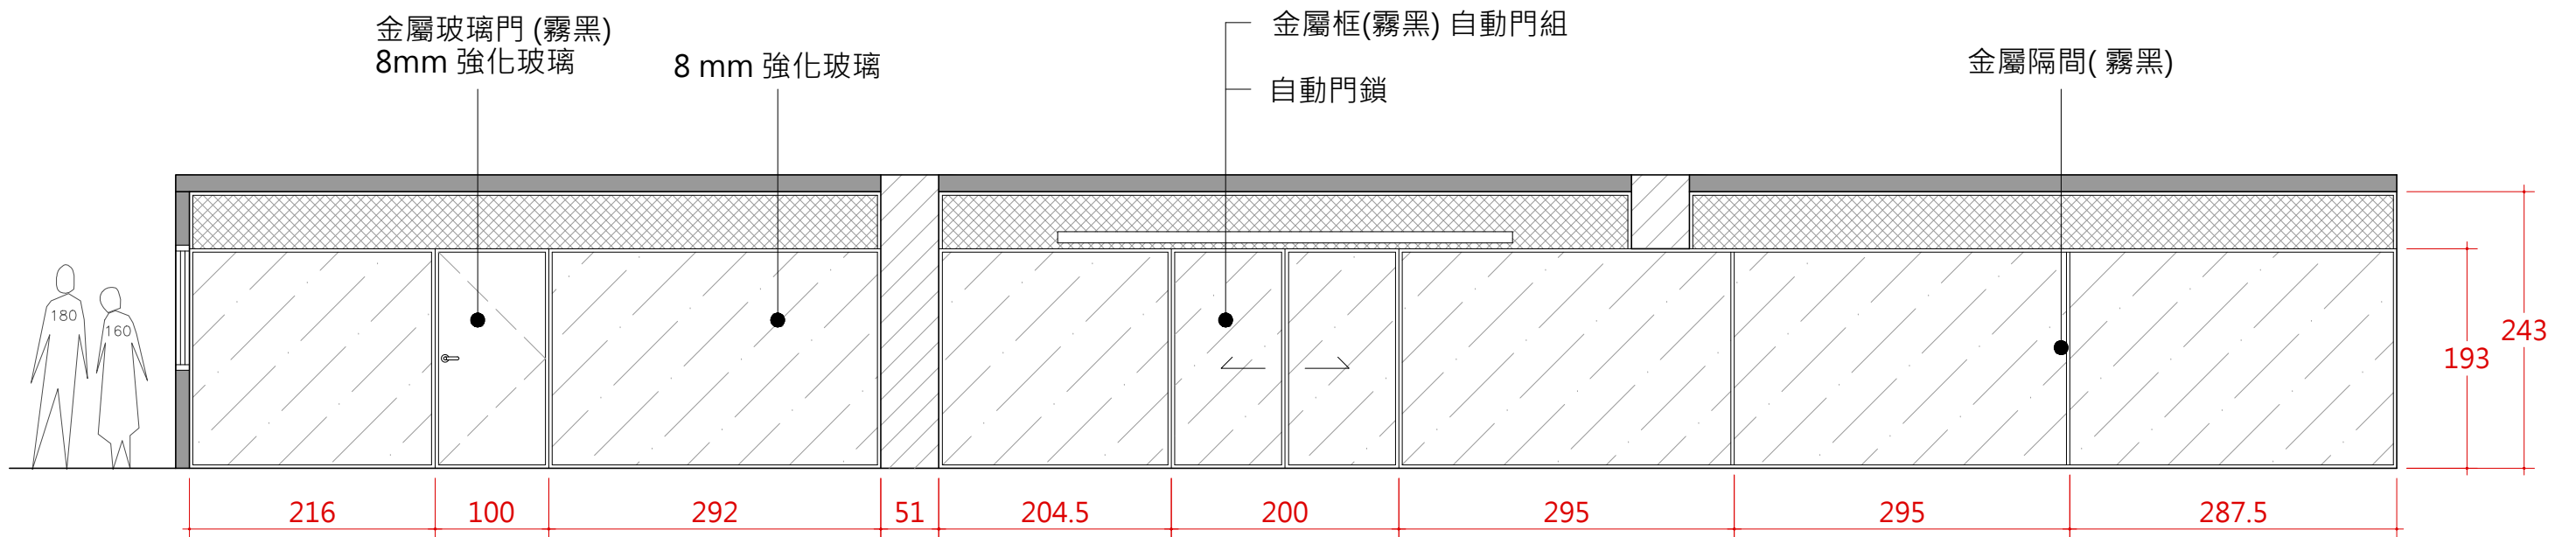 金屬玻璃門 (霧黑)
8mm 強化玻璃
8 mm 強化玻璃
金屬框(霧黑) 自動門組
自動門鎖
金屬隔間( 霧黑)
180
160
243
193
216
100
292
51
204.5
200
295
295
287.5